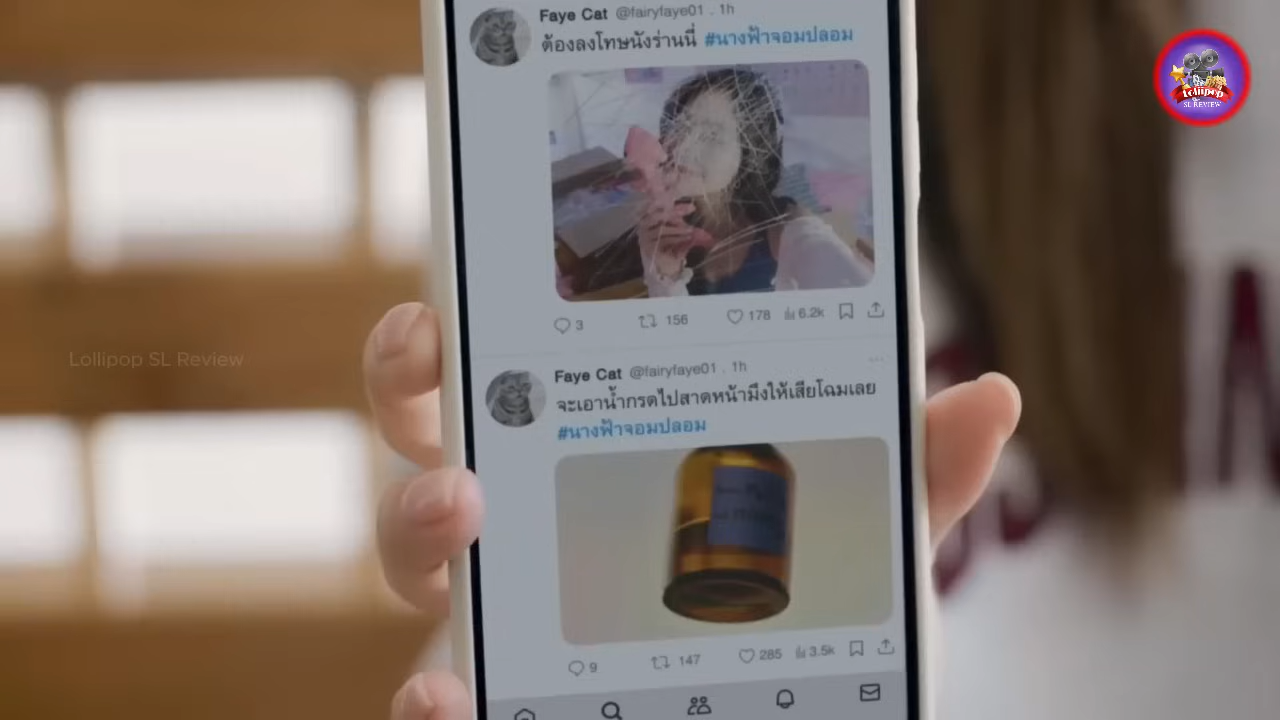 Faye Cat @fairyfaye01 . 1h
ต้องลงโทษนังร่านนี่ #นางฟ้าจอมปลอม
3 156 178 6.2k
Lollipop
SL REVIEW
Lollipop SL Review
Faye Cat @fairyfaye01 . 1h
จะเอาน้ำกรดไปสาดหน้ามึงให้เสียโฉมเลย
#นางฟ้าจอมปลอม
9 147 285 3.5k